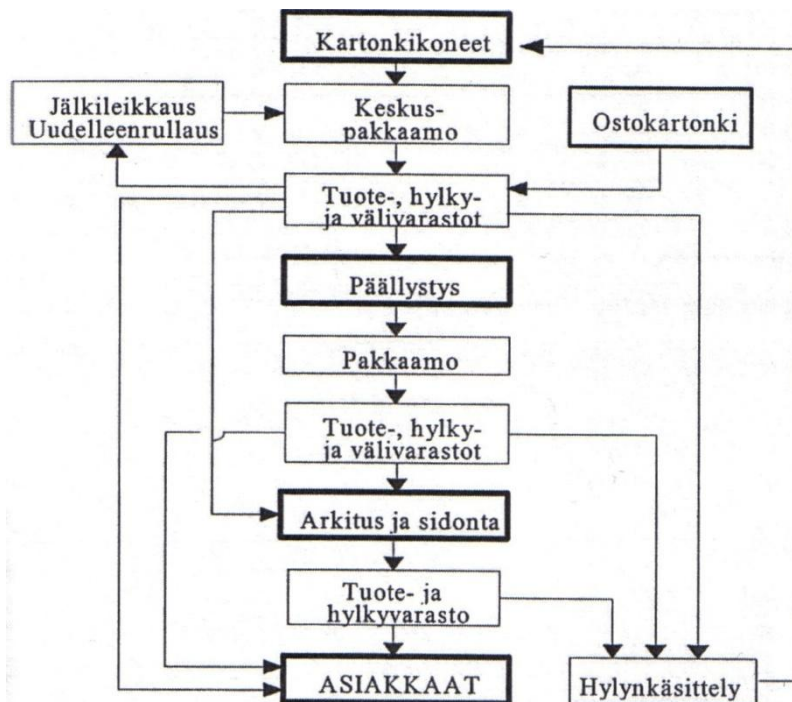 Kartonkikoneet
Jälkileikkaus
Uudelleenrullaus
Keskus-
pakkaamo
Ostokartonki
Tuote-, hylky-
ja välivarastot
Päällystys
Pakkaamo
Tuote-, hylky-
ja välivarastot
Arkitus ja sidonta
Tuote- ja
hylkyvarasto
ASIAKKAAT
Hylynkäsittely